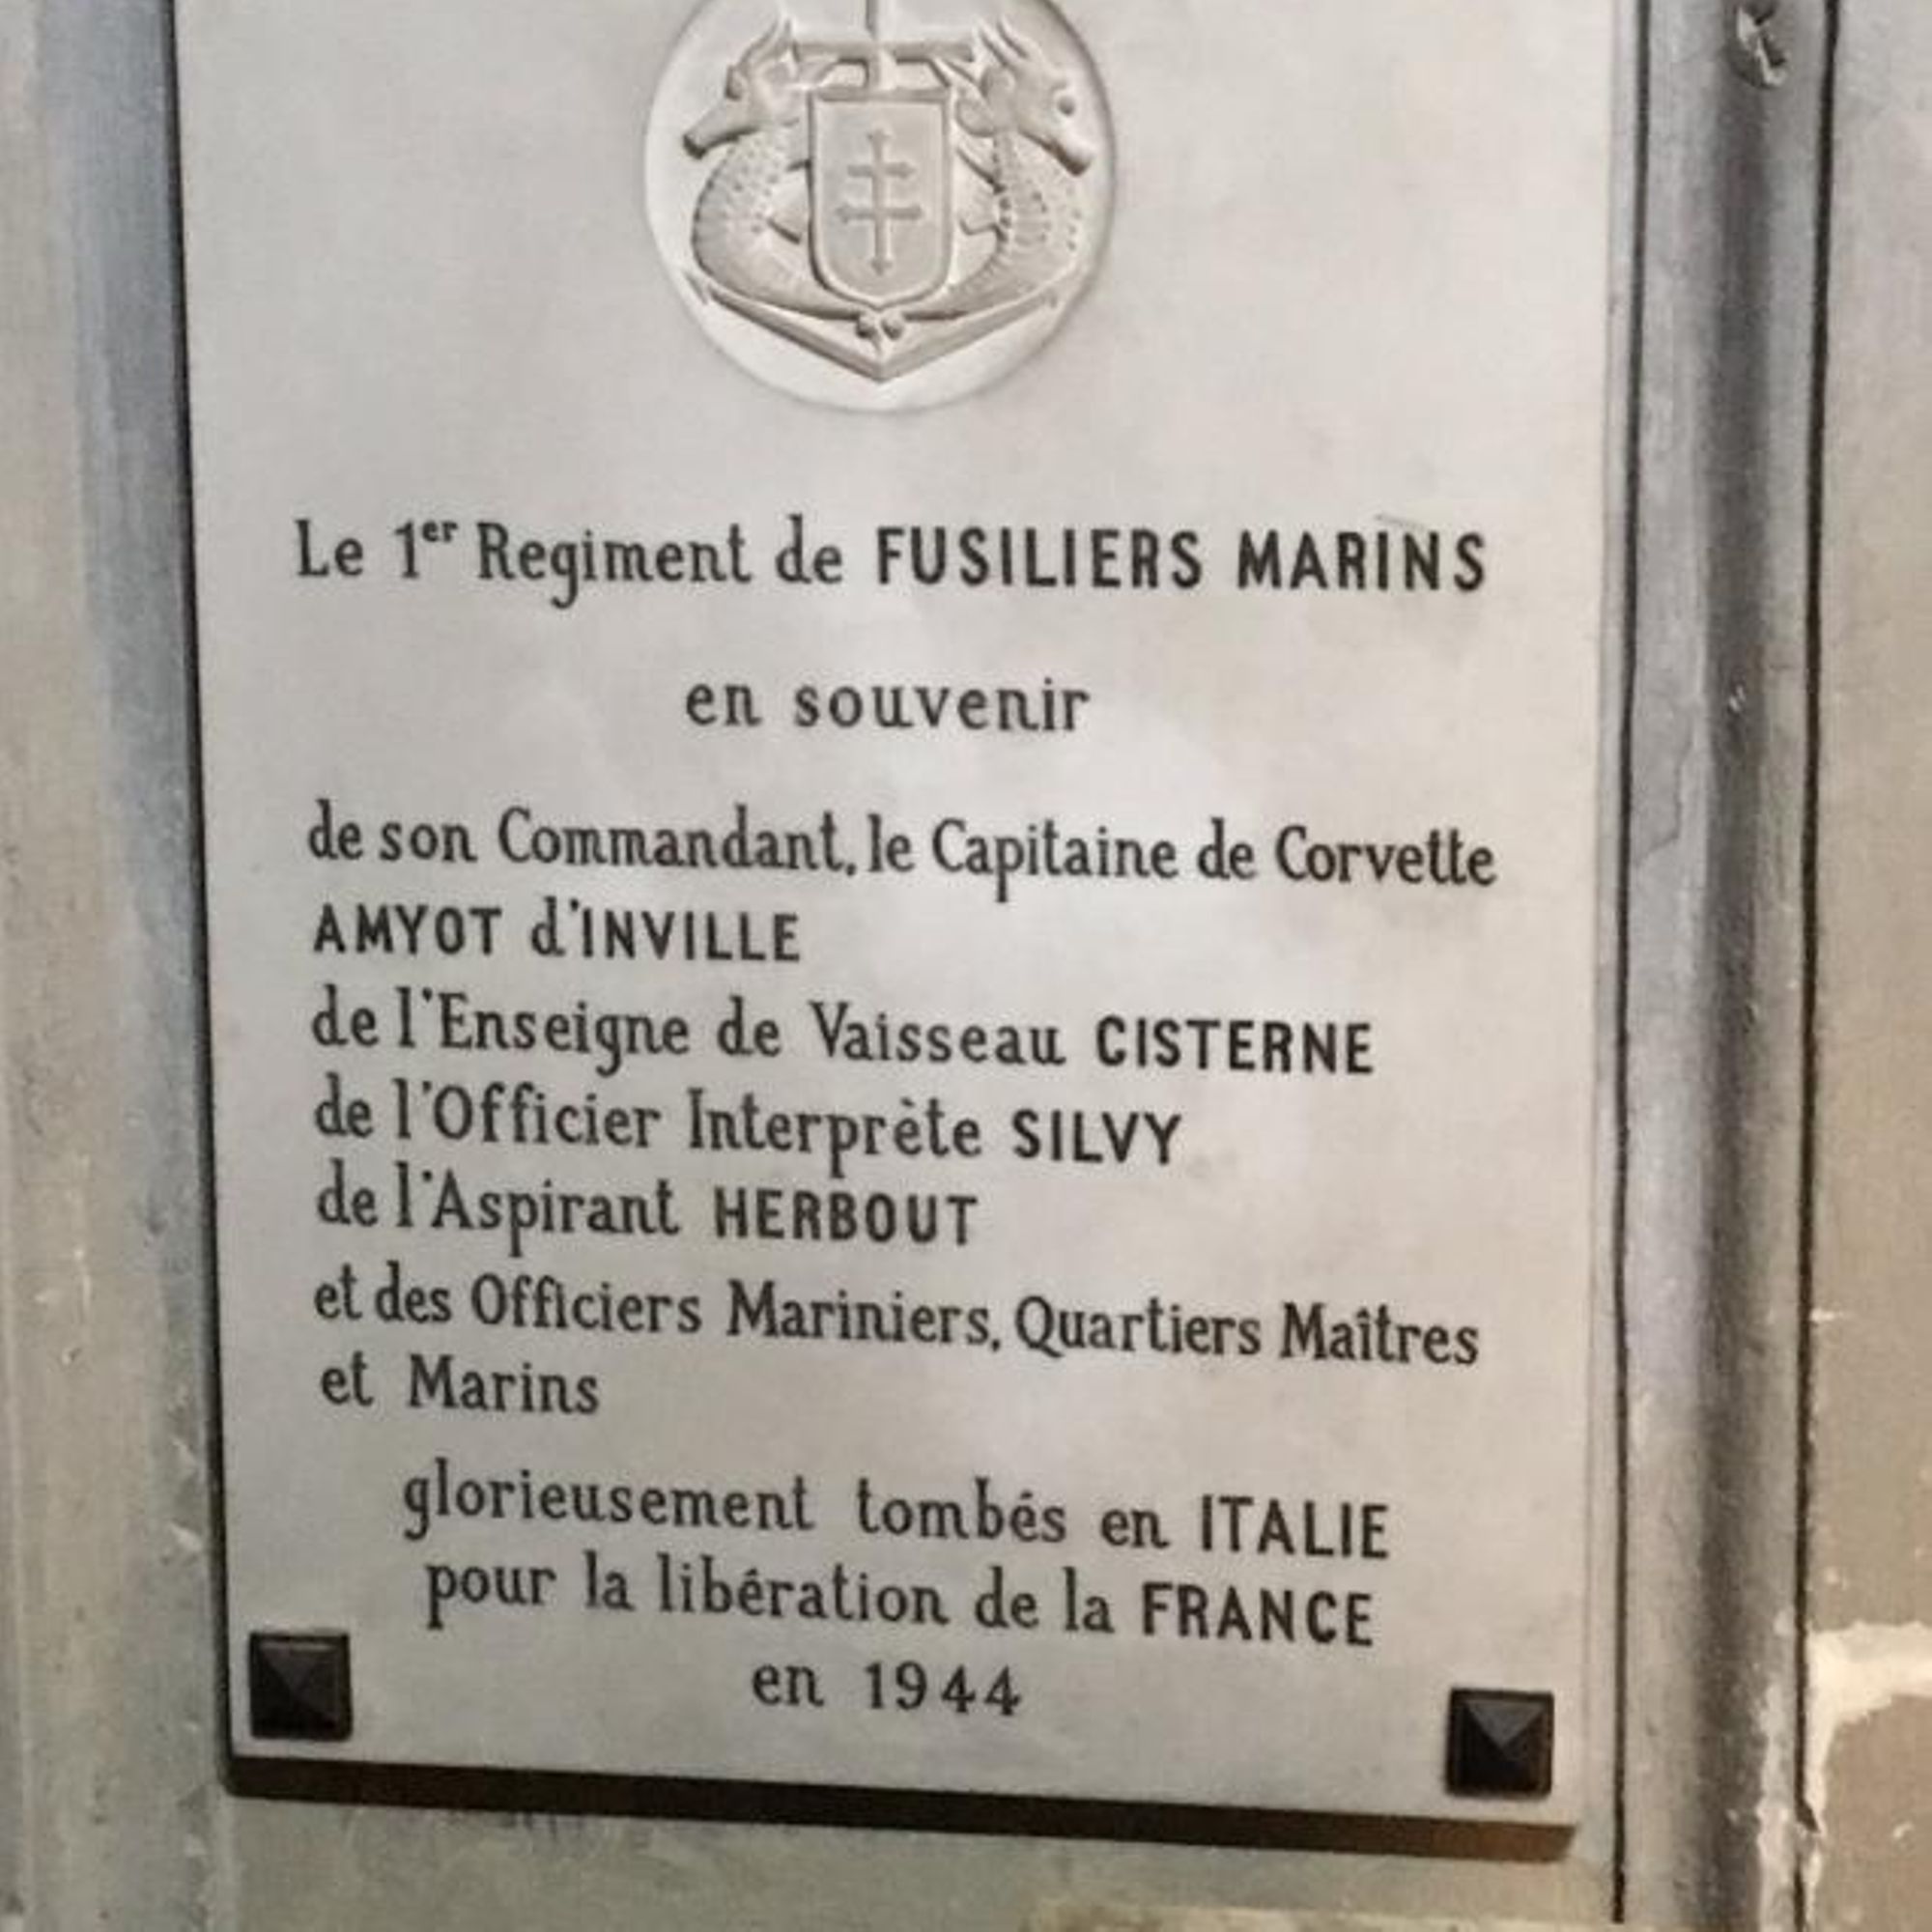 Le 1er Regiment de FUSILIERS MARINS
en souvenir
de son Commandant, le Capitaine de Corvette
AMYOT d'INVILLE
de l'Enseigne de Vaisseau CISTERNE
de l'Officier Interprète SILVY
de l'Aspirant HERBOUT
et des Officiers Mariniers, Quartiers Maîtres
et Marins
glorieusement tombés en ITALIE
pour la libération de la FRANCE
en 1944